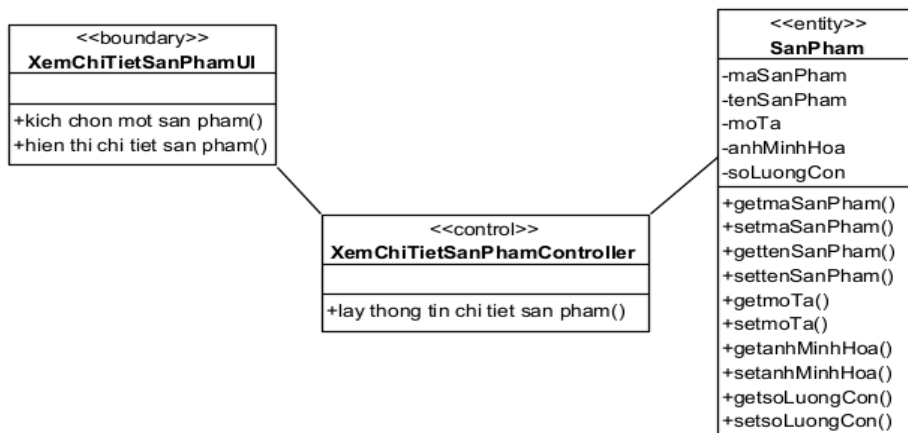 <<boundary>>
XemChiTietSanPhamUI
+kich chon mot san pham()
+hien thi chi tiet san pham()
<<control>>
XemChiTietSanPhamController
+lay thong tin chi tiet san pham()
<<entity>>
SanPham
-maSanPham
-tenSanPham
-moTa
-anhMinhHoa
-soLuongCon
+getmaSanPham()
+setmaSanPham()
+gettenSanPham()
+settenSanPham()
+getmoTa()
+setmoTa()
+getanhMinhHoa()
+setanhMinhHoa()
+getsoLuongCon()
+setsoLuongCon()